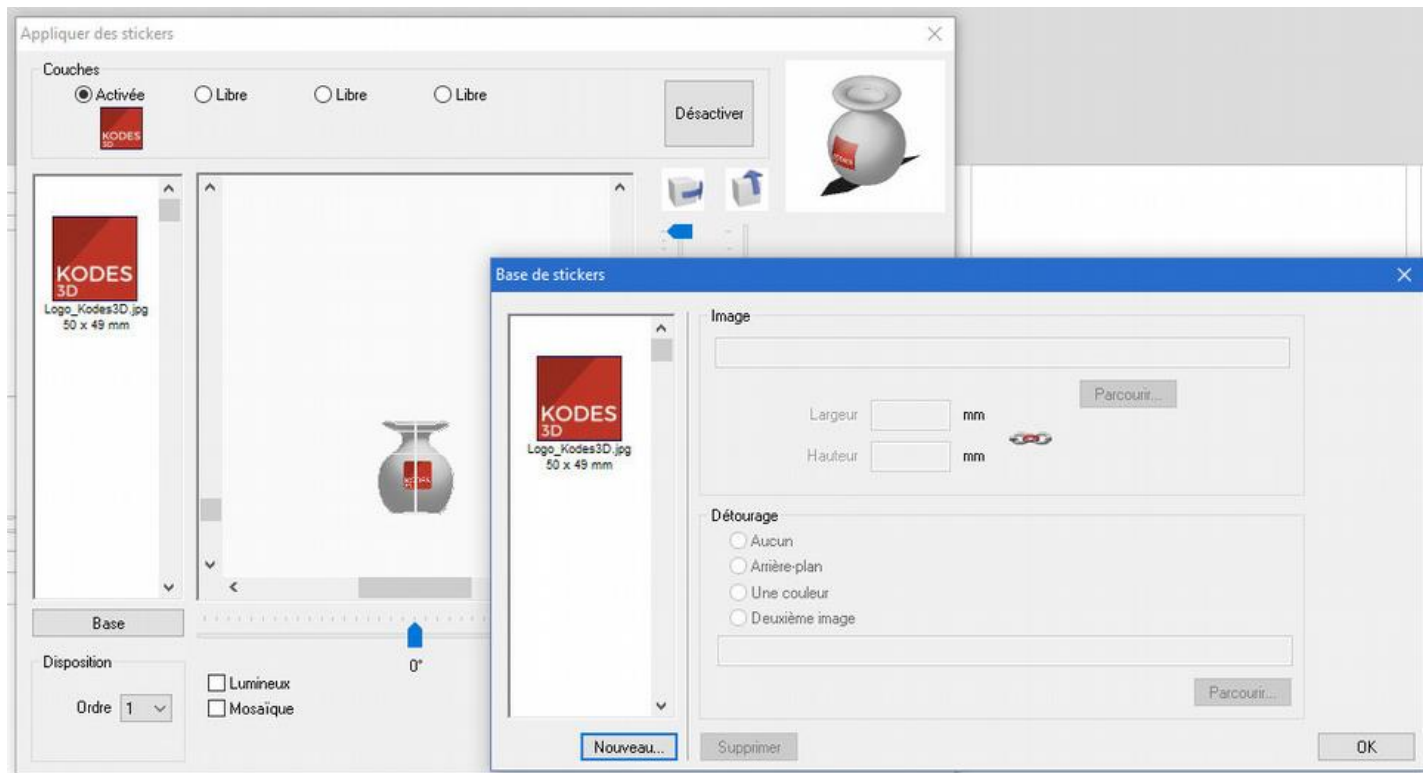 Appliquer des stickers
Couches
Activée
Libre
Libre
Libre
KODES
3D
Désactiver
KODES
3D
Logo_Kodes3D.jpg
50 x 49 mm
Base
Disposition
Ordre 1
0°
Lumineux
Mosaïque
Base de stickers
KODES
3D
Logo_Kodes3D.jpg
50 x 49 mm
Nouveau...
Image
Parcourir...
Largeur mm
Hauteur mm
Détourage
Aucun
Arrière-plan
Une couleur
Deuxième image
Parcourir...
Supprimer
OK